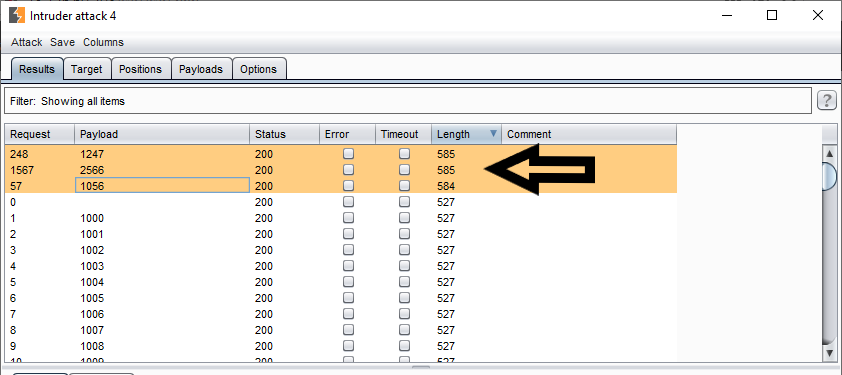 Intruder attack 4
Attack Save Columns
Results Target Positions Payloads Options
Filter: Showing all items ?
Request Payload Status Error Timeout Length Comment
248 1247 200 585
1567 2566 200 585
57 1056 200 584
0 200 527
1 1000 200 527
2 1001 200 527
3 1002 200 527
4 1003 200 527
5 1004 200 527
6 1005 200 527
7 1006 200 527
8 1007 200 527
9 1008 200 527
10 1009 200 527